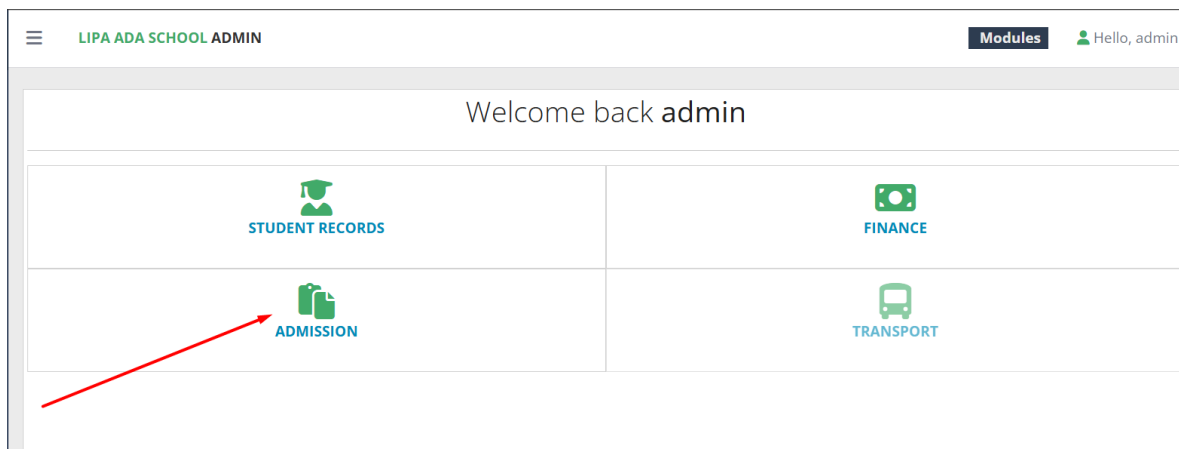 LIPA ADA SCHOOL ADMIN
Modules
Hello, admin
Welcome back admin
STUDENT RECORDS
FINANCE
ADMISSION
TRANSPORT